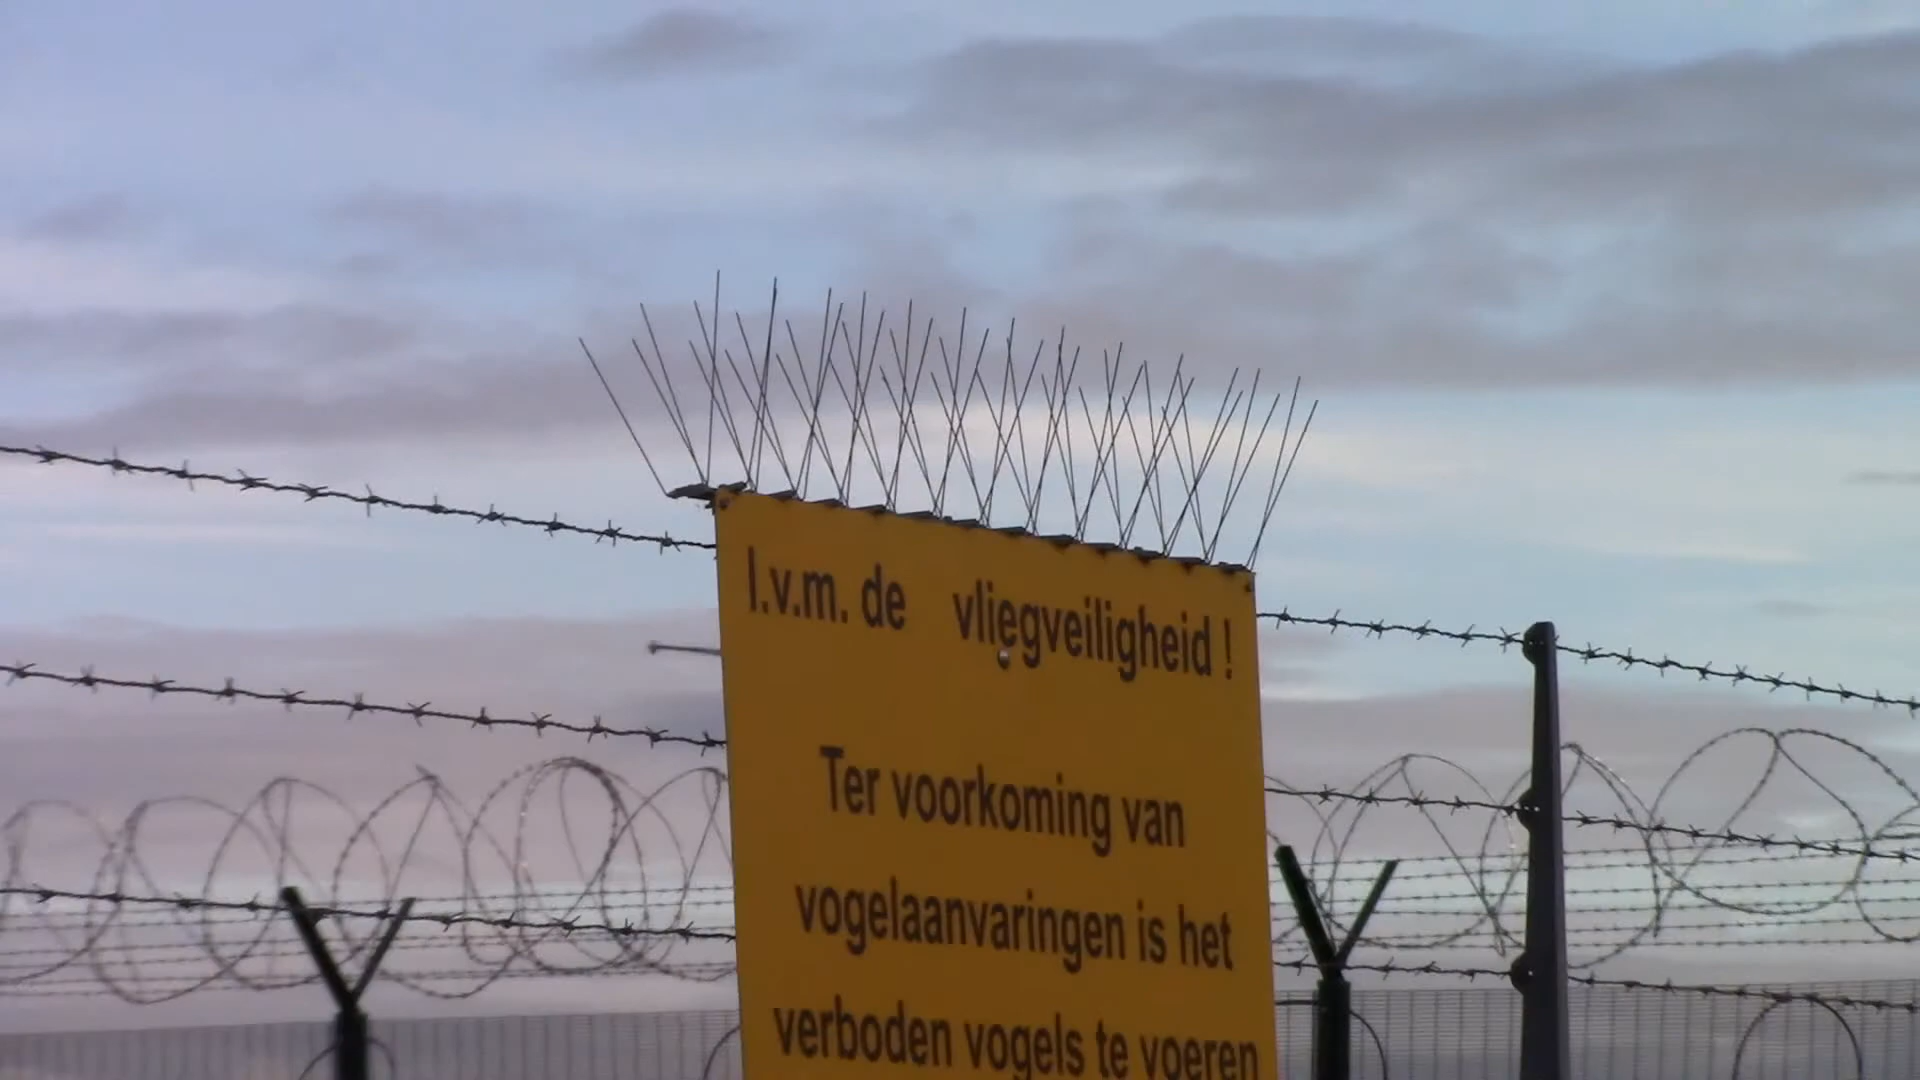 I.v.m. de vliegveiligheid !
Ter voorkoming van
vogelaanvaringen is het
verboden vogels te voeren